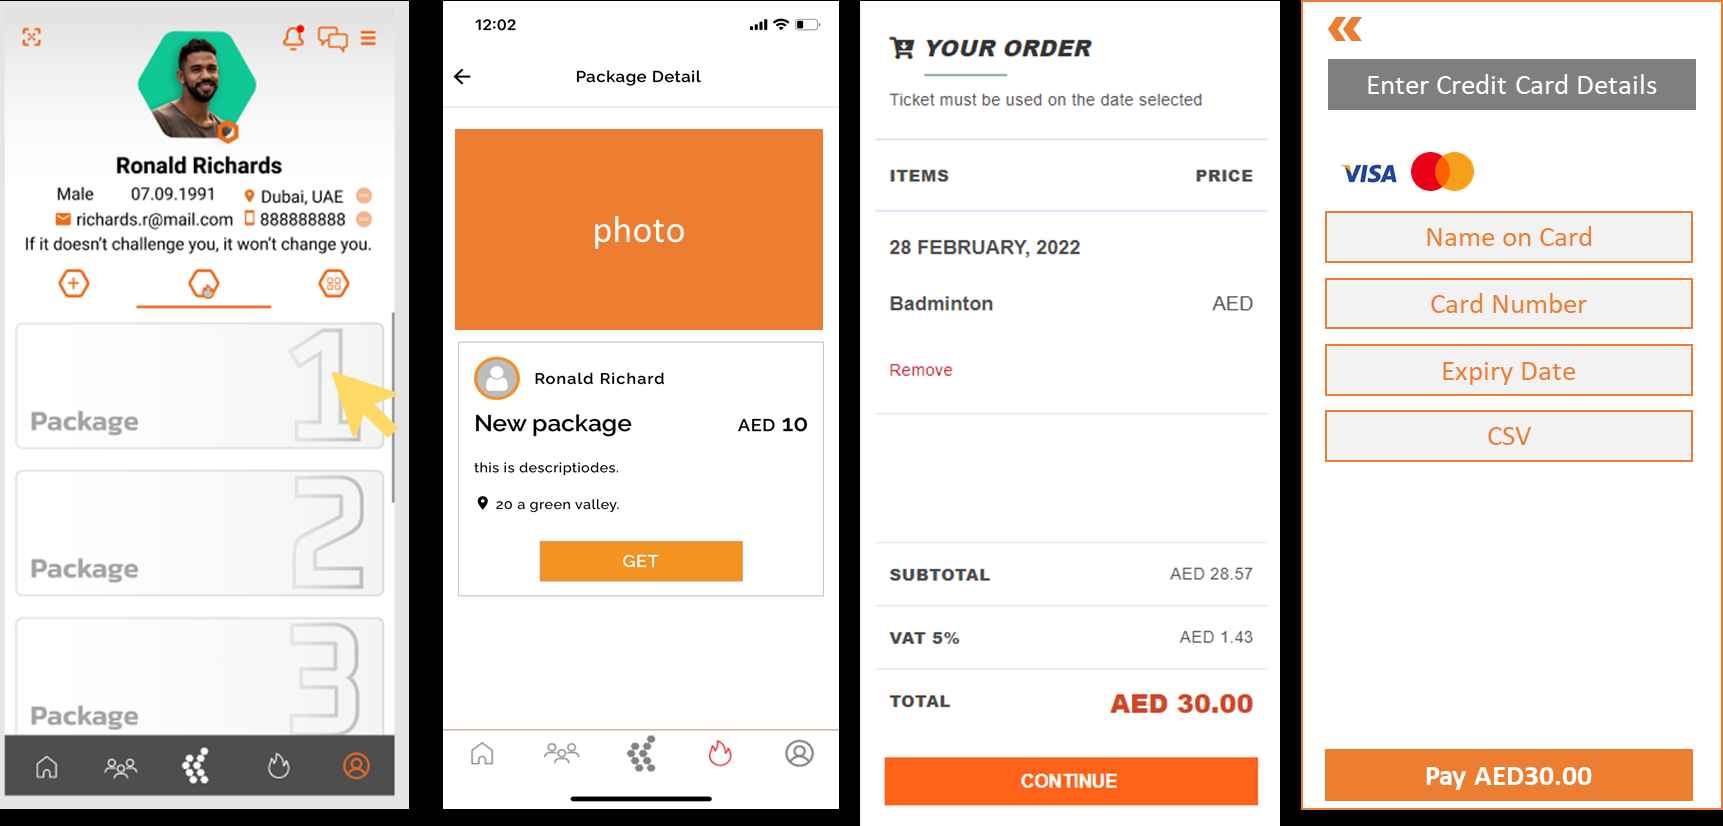 Ronald Richards
Male 07.09.1991 Dubai, UAE
richards.r@mail.com 888888888
If it doesn't challenge you, it won't change you.
1
Package
2
Package
3
Package
12:02
Package Detail
photo
Ronald Richard
New package AED 10
this is descriptiodes.
20 a green valley.
GET
YOUR ORDER
Ticket must be used on the date selected
ITEMS PRICE
28 FEBRUARY, 2022
Badminton AED
Remove
SUBTOTAL AED 28.57
VAT 5% AED 1.43
TOTAL AED 30.00
CONTINUE
Enter Credit Card Details
VISA
Name on Card
Card Number
Expiry Date
CSV
Pay AED30.00